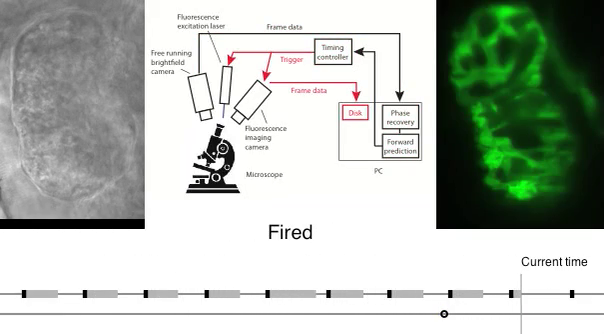 Fluorescence
excitation laser
Frame data
Free running
brightfield
camera
Timing
controller
Trigger
Frame data
Disk
Phase
recovery
Fluorescence
imaging
camera
Forward
prediction
Microscope
PC
Fired
Current time